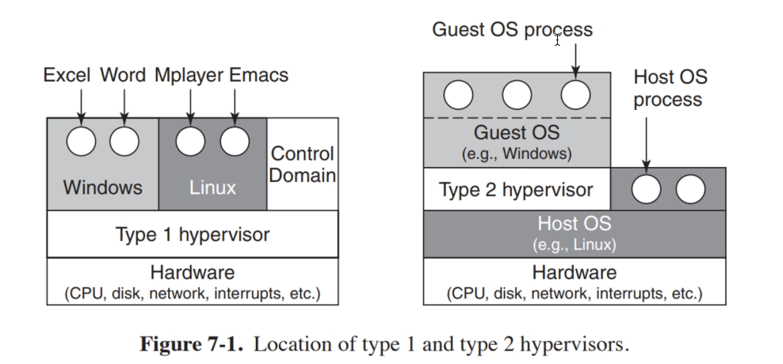 Excel Word Mplayer Emacs
Windows
Linux
Control
Domain
Type 1 hypervisor
Hardware
(CPU, disk, network, interrupts, etc.)
Guest OS process
Host OS
process
Guest OS
(e.g., Windows)
Type 2 hypervisor
Host OS
(e.g., Linux)
Hardware
(CPU, disk, network, interrupts, etc.)
Figure 7-1. Location of type 1 and type 2 hypervisors.